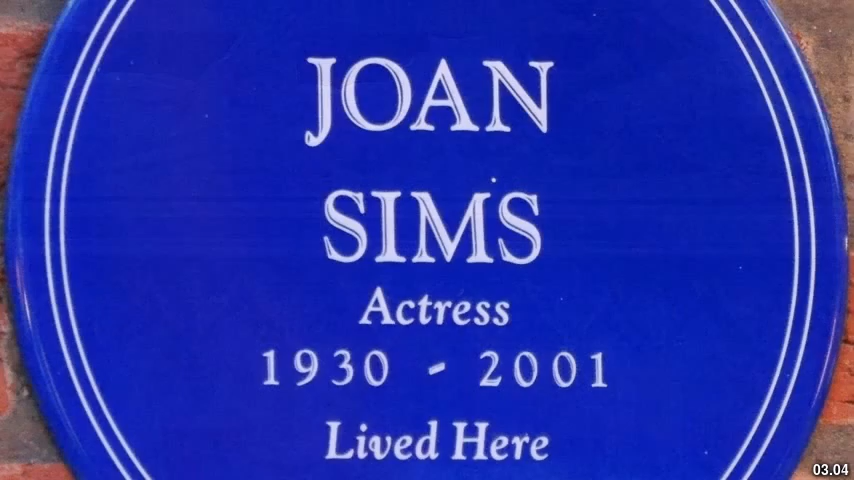 JOAN
SIMS
Actress
1930 - 2001
Lived Here
03.04